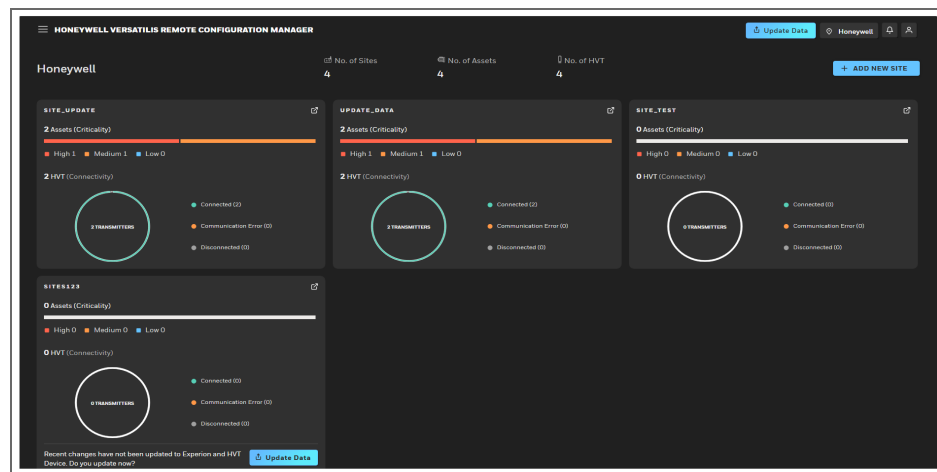 HONEYWELL VERSATILIS REMOTE CONFIGURATION MANAGER
Update Data
Honeywell
Honeywell
No. of Sites
4
No. of Assets
4
No. of HVT
4
+ ADD NEW SITE
SITE_UPDATE
2 Assets (Criticality)
High 1 Medium 1 Low 0
2 HVT (Connectivity)
2 TRANSMITTERS
Connected (2)
Communication Error (0)
Disconnected (0)
UPDATE_DATA
2 Assets (Criticality)
High 1 Medium 1 Low 0
2 HVT (Connectivity)
2 TRANSMITTERS
Connected (2)
Communication Error (0)
Disconnected (0)
SITE_TEST
0 Assets (Criticality)
High 0 Medium 0 Low 0
0 HVT (Connectivity)
0 TRANSMITTERS
Connected (0)
Communication Error (0)
Disconnected (0)
SITES123
0 Assets (Criticality)
High 0 Medium 0 Low 0
0 HVT (Connectivity)
0 TRANSMITTERS
Connected (0)
Communication Error (0)
Disconnected (0)
Recent changes have not been updated to Experion and HVT
Device. Do you update now?
Update Data